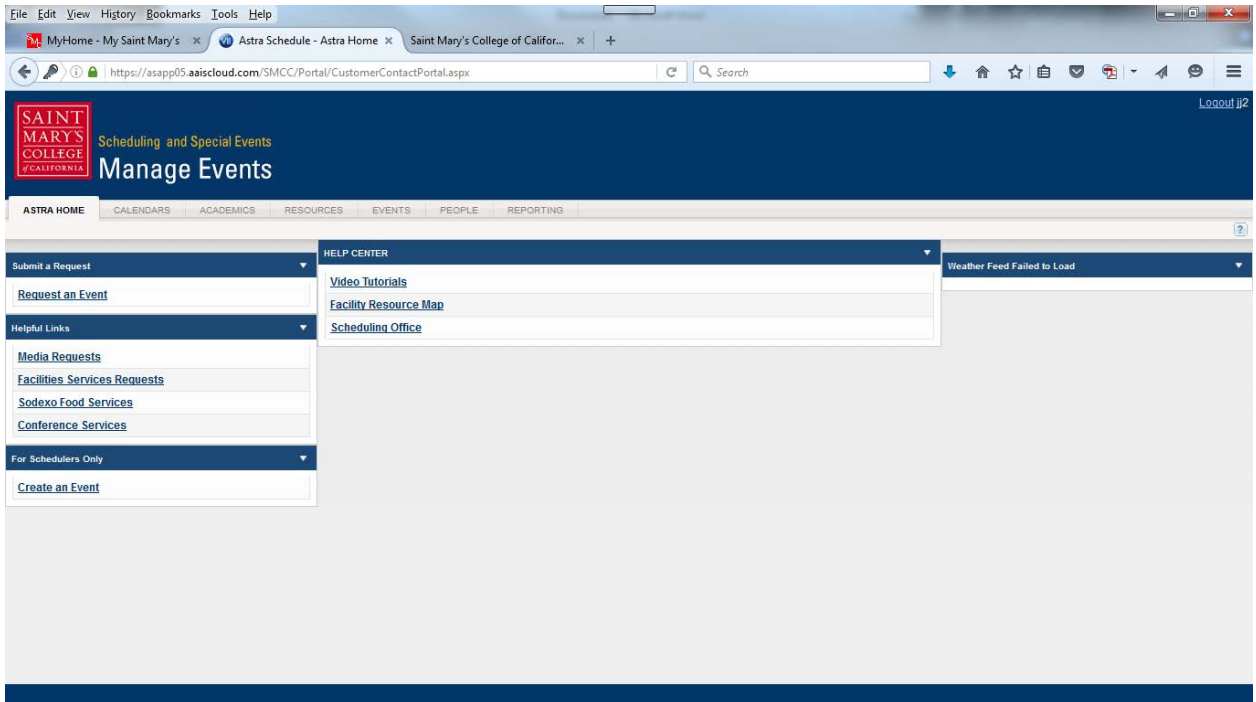 File Edit View History Bookmarks Tools Help
MyHome - My Saint Mary's
Astra Schedule - Astra Home
Saint Mary's College of Califor...
https://asapp05.aaiscloud.com/SMCC/Portal/CustomerContactPortal.aspx
Search
Logout jj2
SAINT
MARY'S
COLLEGE
of CALIFORNIA
Scheduling and Special Events
Manage Events
ASTRA HOME CALENDARS ACADEMICS RESOURCES EVENTS PEOPLE REPORTING
Submit a Request
Request an Event
Helpful Links
Media Requests
Facilities Services Requests
Sodexo Food Services
Conference Services
For Schedulers Only
Create an Event
HELP CENTER
Video Tutorials
Facility Resource Map
Scheduling Office
Weather Feed Failed to Load